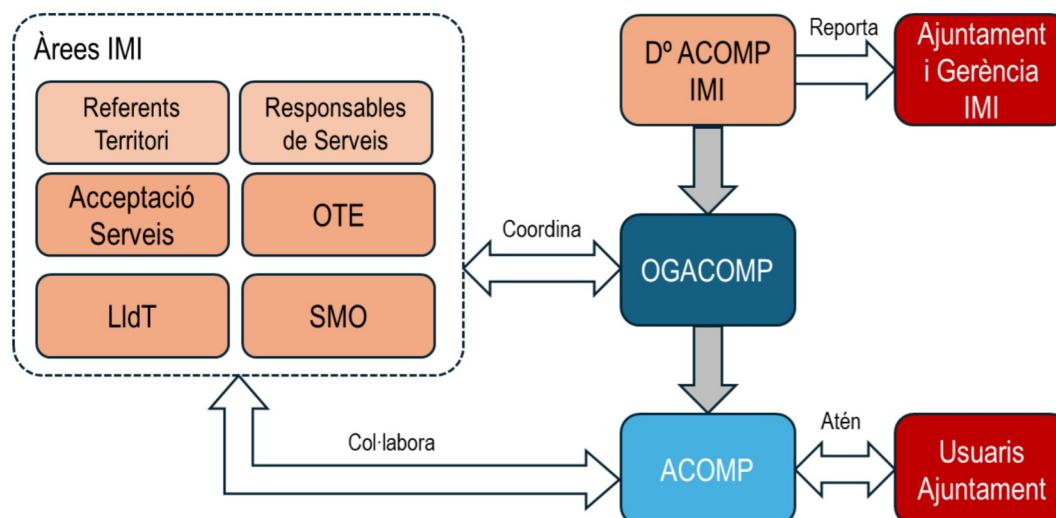 Àrees IMI
Referents
Territori
Responsables
de Serveis
Acceptació
Serveis
OTE
LldT
SMO
Dº ACOMP
IMI
Reporta
Ajuntament
i Gerència
IMI
Coordina
OGACOMP
Col·labora
ACOMP
Atén
Usuaris
Ajuntament